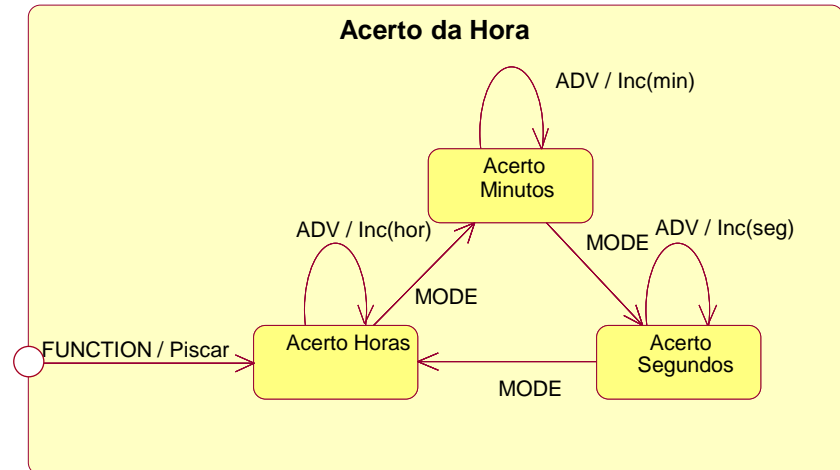 Acerto da Hora
ADV / Inc(min)
Acerto
Minutos
ADV / Inc(hor)
ADV / Inc(seg)
MODE
MODE
FUNCTION / Piscar
Acerto Horas
Acerto
Segundos
MODE